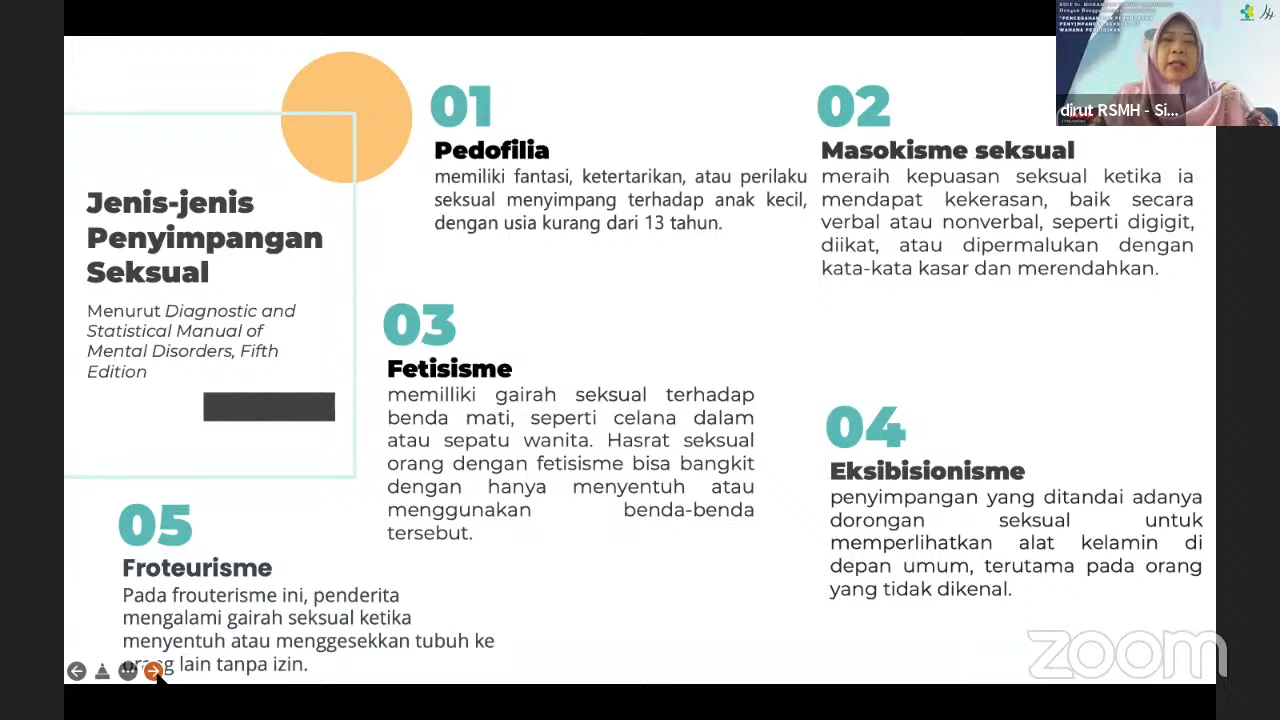 Jenis-jenis
Penyimpangan
Seksual
Menurut Diagnostic and
Statistical Manual of
Mental Disorders, Fifth
Edition
01
Pedofilia
memiliki fantasi, ketertarikan, atau perilaku
seksual menyimpang terhadap anak kecil,
dengan usia kurang dari 13 tahun.
02
Masokisme seksual
meraih kepuasan seksual ketika ia
mendapat kekerasan, baik secara
verbal atau nonverbal, seperti digigit,
diikat, atau dipermalukan dengan
kata-kata kasar dan merendahkan.
03
Fetisisme
memilliki gairah seksual terhadap
benda mati, seperti celana dalam
atau sepatu wanita. Hasrat seksual
orang dengan fetisisme bisa bangkit
dengan hanya menyentuh atau
menggunakan benda-benda
tersebut.
04
Eksibisionisme
penyimpangan yang ditandai adanya
dorongan seksual untuk
memperlihatkan alat kelamin di
depan umum, terutama pada orang
yang tidak dikenal.
05
Froteurisme
Pada frouterisme ini, penderita
mengalami gairah seksual ketika
menyentuh atau menggesekkan tubuh ke
orang lain tanpa izin.
WAHANA PENDIDIKAN
dirut RSMH - Si...
zoom